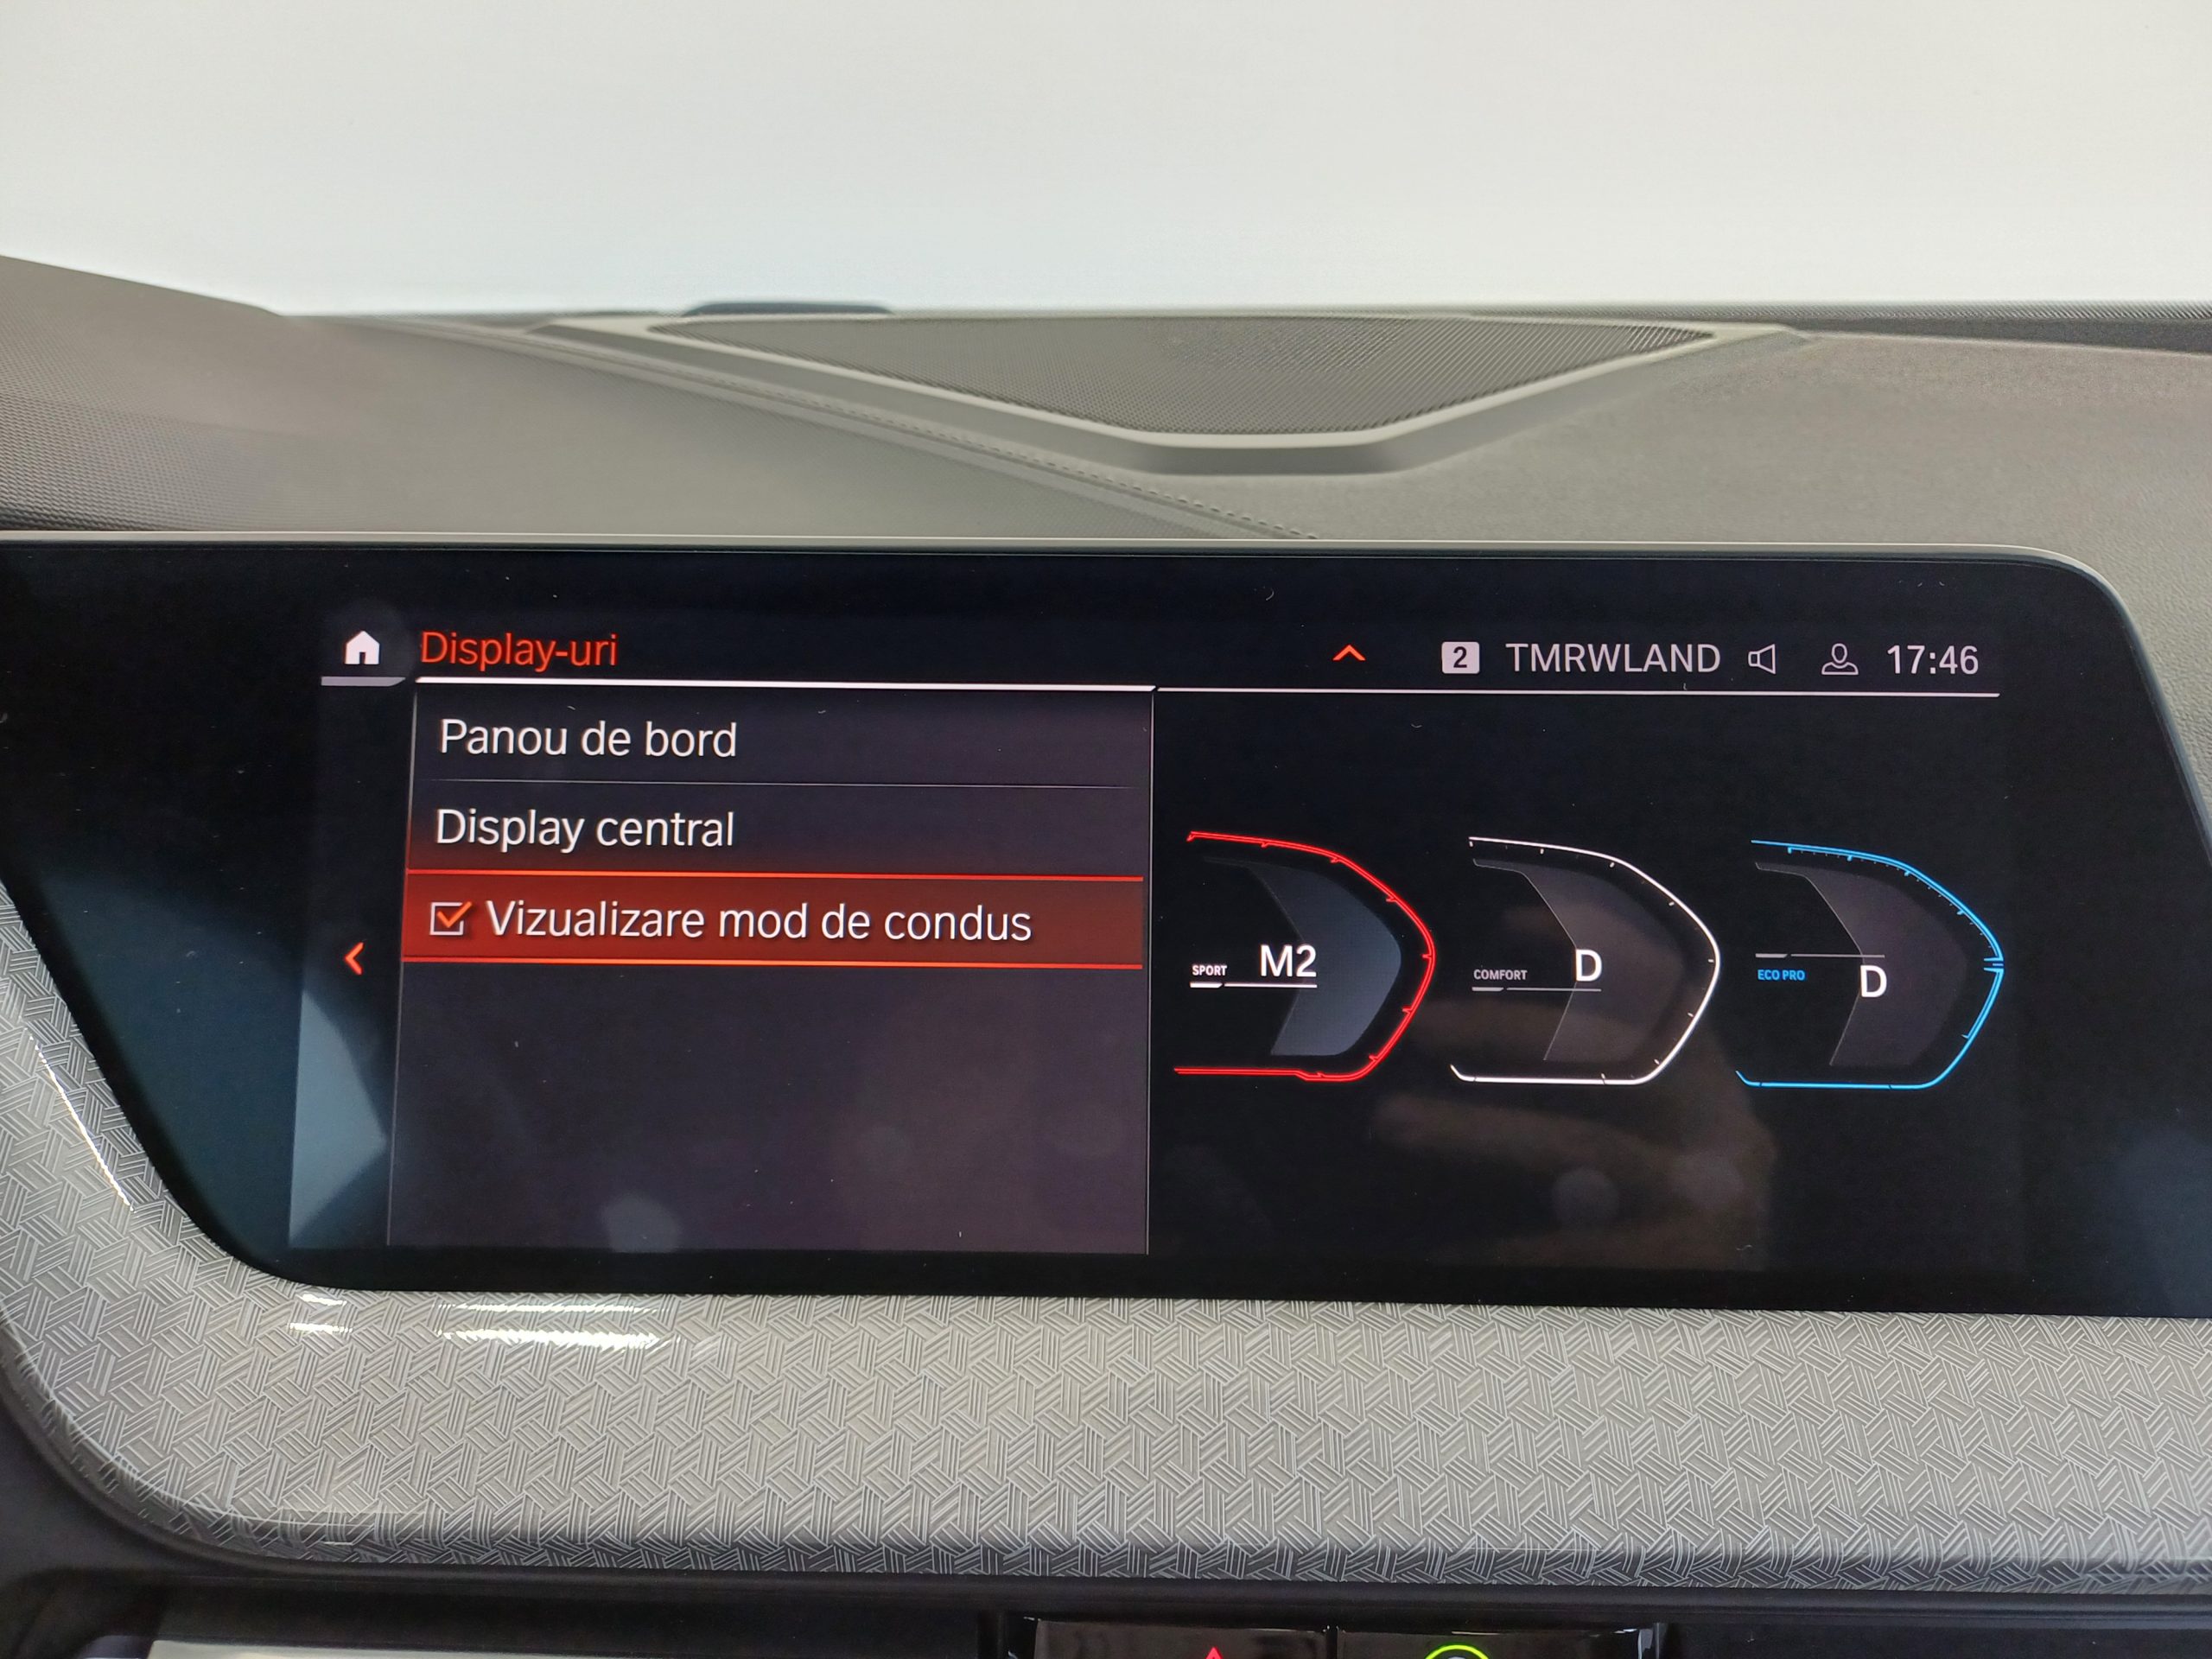 Display-uri
2 TMRWLAND 17:46
Panou de bord
Display central
Vizualizare mod de condus
SPORT M2
COMFORT D
ECO PRO D